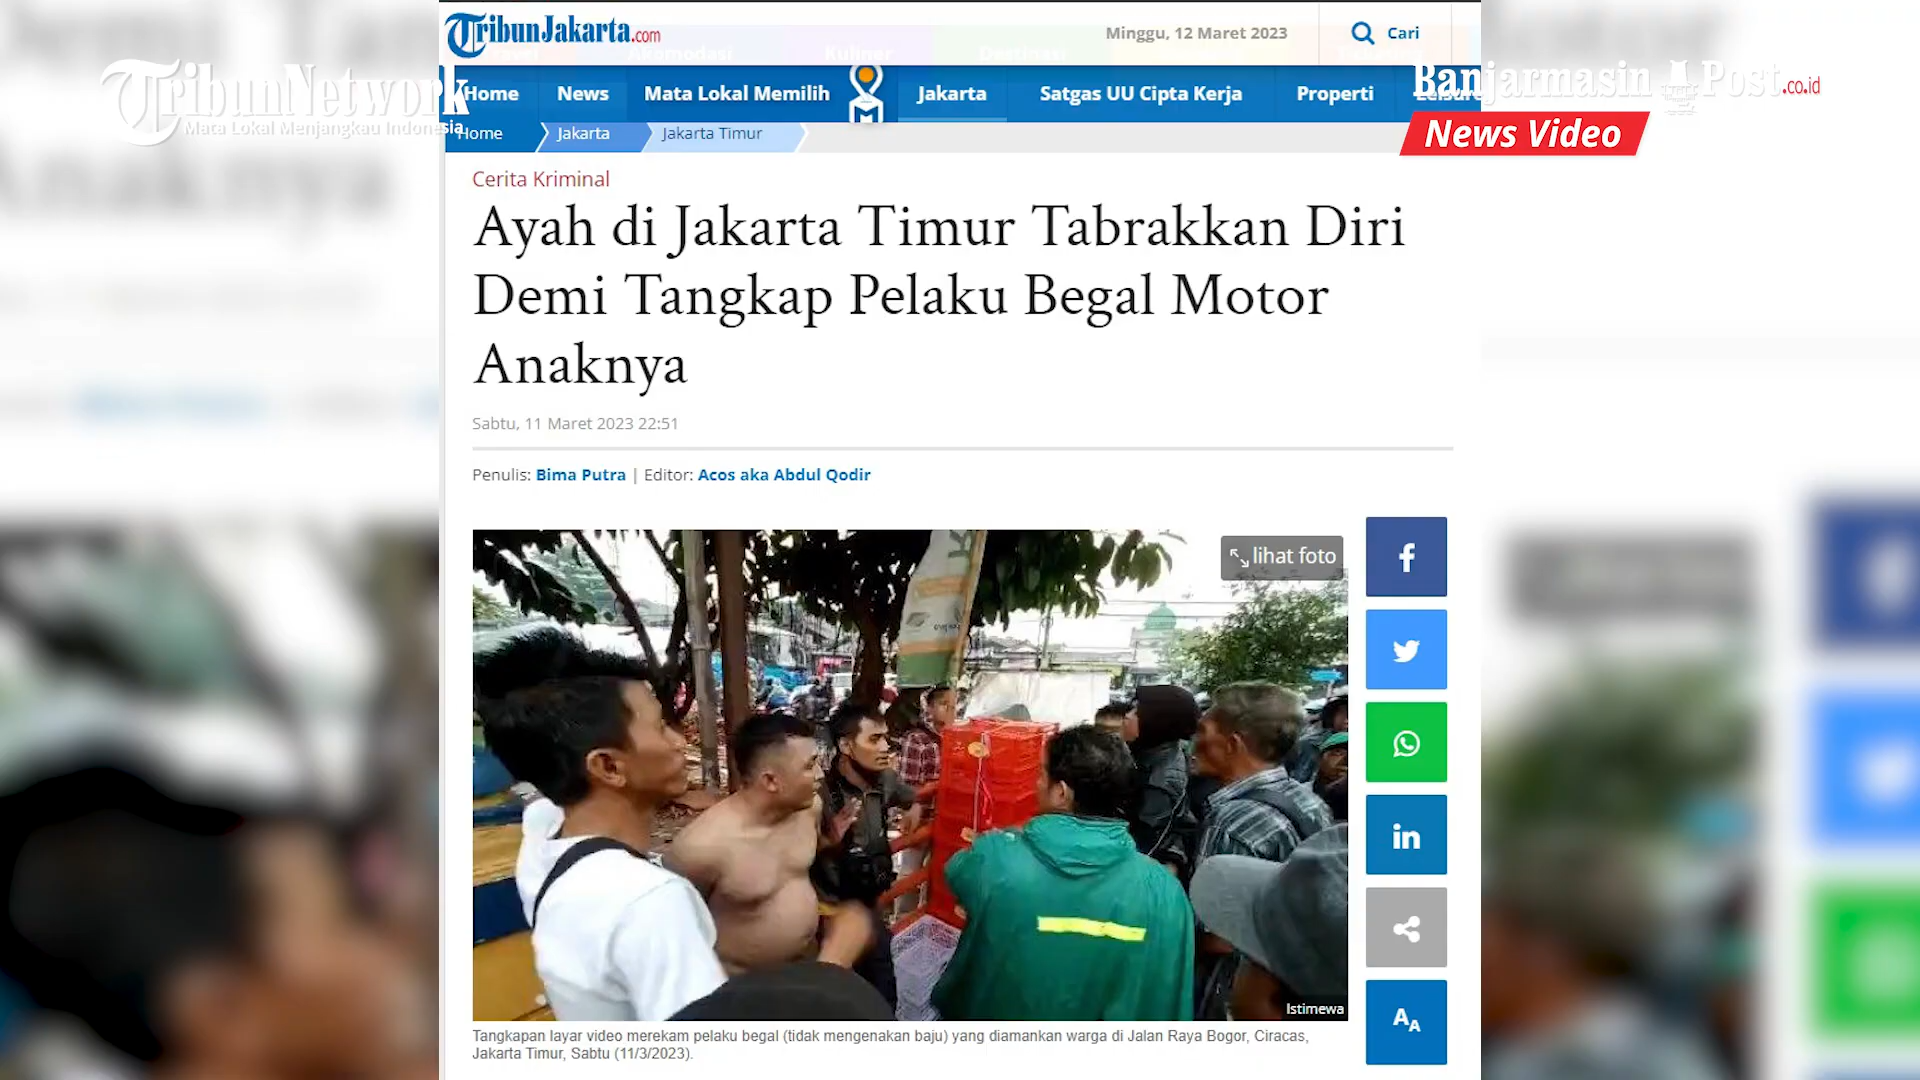 TribunJakarta.com
Minggu, 12 Maret 2023
Cari
TribunNetwork
Mata Lokal Menjangkau Indonesia
Banjarmasin Post.co.id
News Video
Home News Mata Lokal Memilih M Jakarta Satgas UU Cipta Kerja Properti Leisure
Home Jakarta Jakarta Timur
Cerita Kriminal
Ayah di Jakarta Timur Tabrakkan Diri
Demi Tangkap Pelaku Begal Motor
Anaknya
Sabtu, 11 Maret 2023 22:51
Penulis: Bima Putra | Editor: Acos aka Abdul Qodir
lihat foto
Istimewa
Tangkapan layar video merekam pelaku begal (tidak mengenakan baju) yang diamankan warga di Jalan Raya Bogor, Ciracas,
Jakarta Timur, Sabtu (11/3/2023).
AA